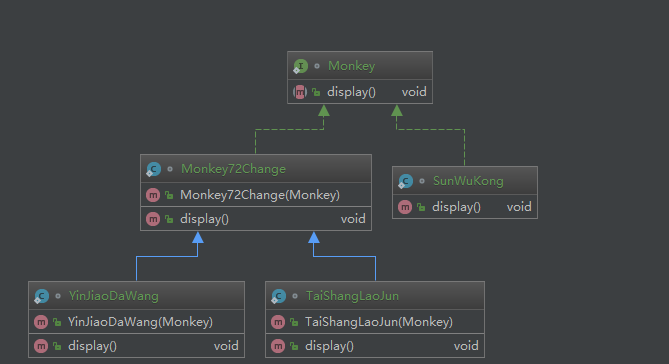 Monkey
display() void
Monkey72Change
Monkey72Change(Monkey)
display() void
SunWuKong
display() void
YinJiaoDaWang
YinJiaoDaWang(Monkey)
display() void
TaiShangLaoJun
TaiShangLaoJun(Monkey)
display() void